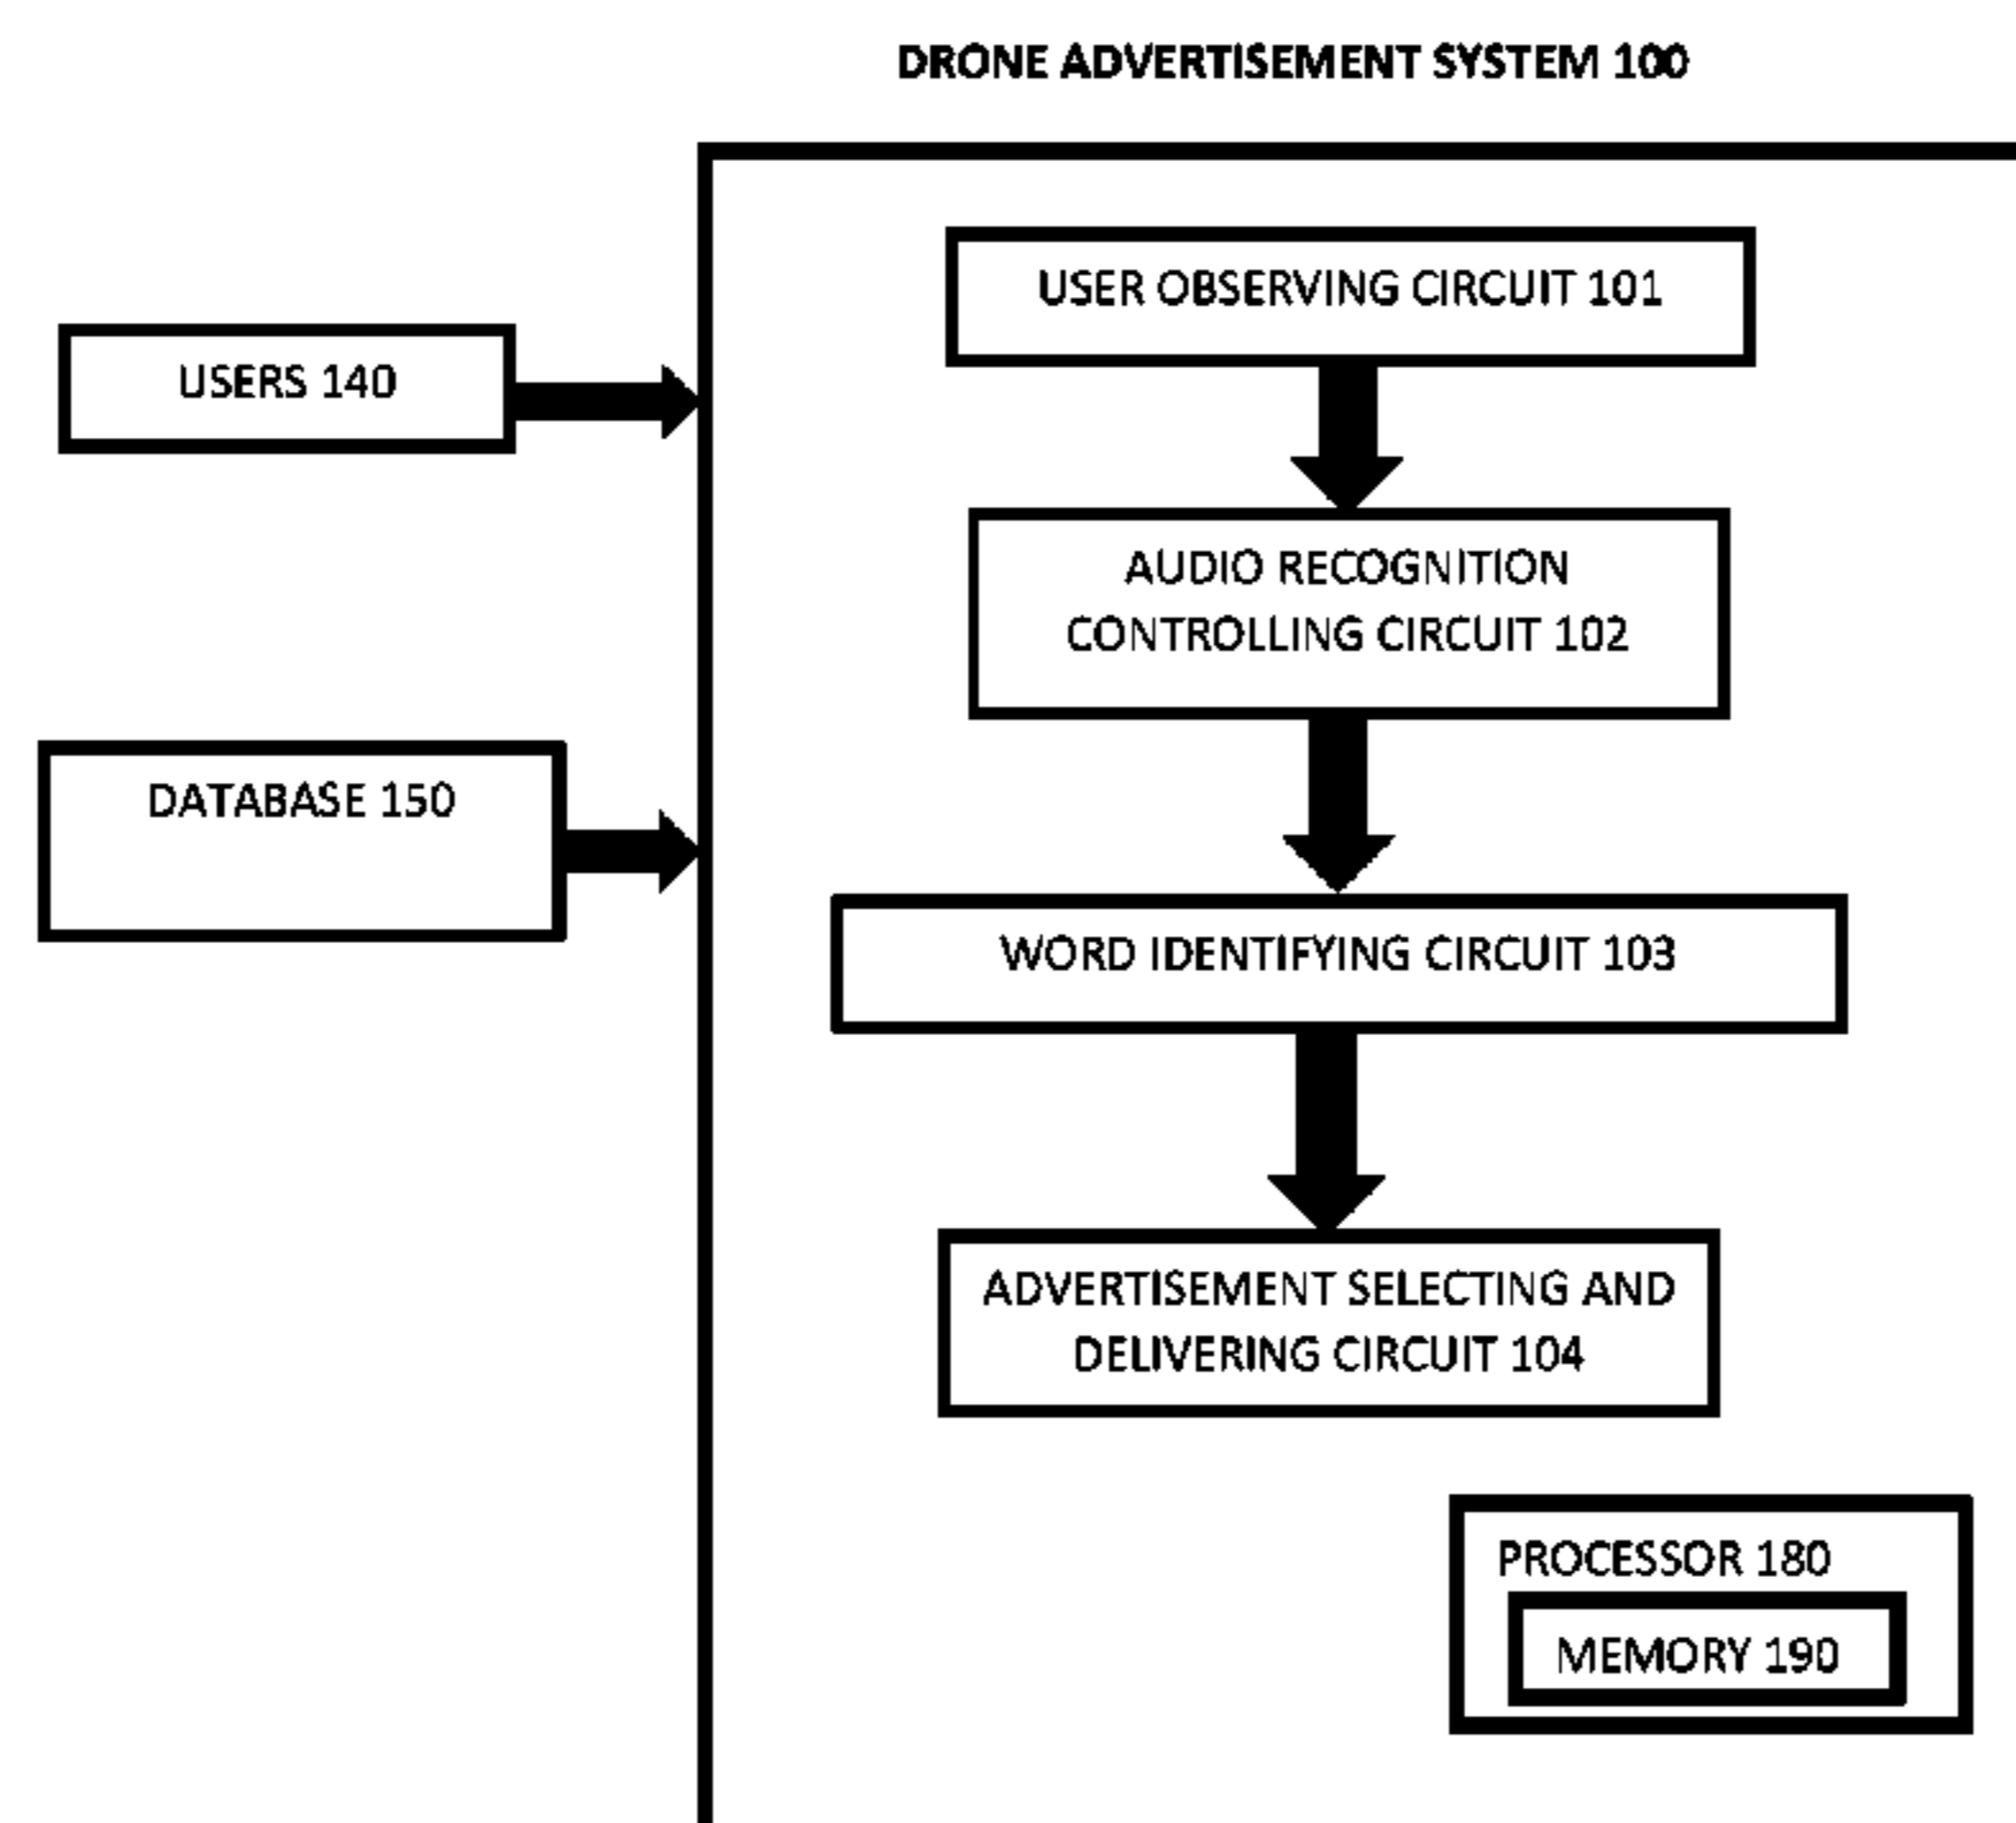 DRONE ADVERTISEMENT SYSTEM 100
USER OBSERVING CIRCUIT 101
USERS 140
AUDIO RECOGNITION
CONTROLLING CIRCUIT 102
DATABASE 150
WORD IDENTIFYING CIRCUIT 103
ADVERTISEMENT SELECTING AND
DELIVERING CIRCUIT 104
PROCESSOR 180
MEMORY 190